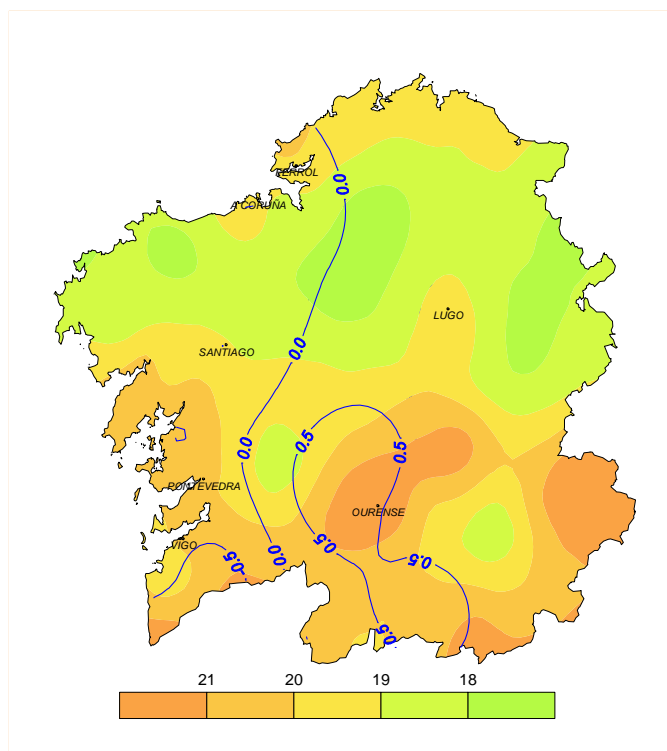 FERROL
0.0
A CORUÑA
LUGO
0.0
SANTIAGO
0.5
0.5
0.0
PONTEVEDRA
OURENSE
VIGO
0.5
0.0
-0.5
0.5
0.5
21 20 19 18